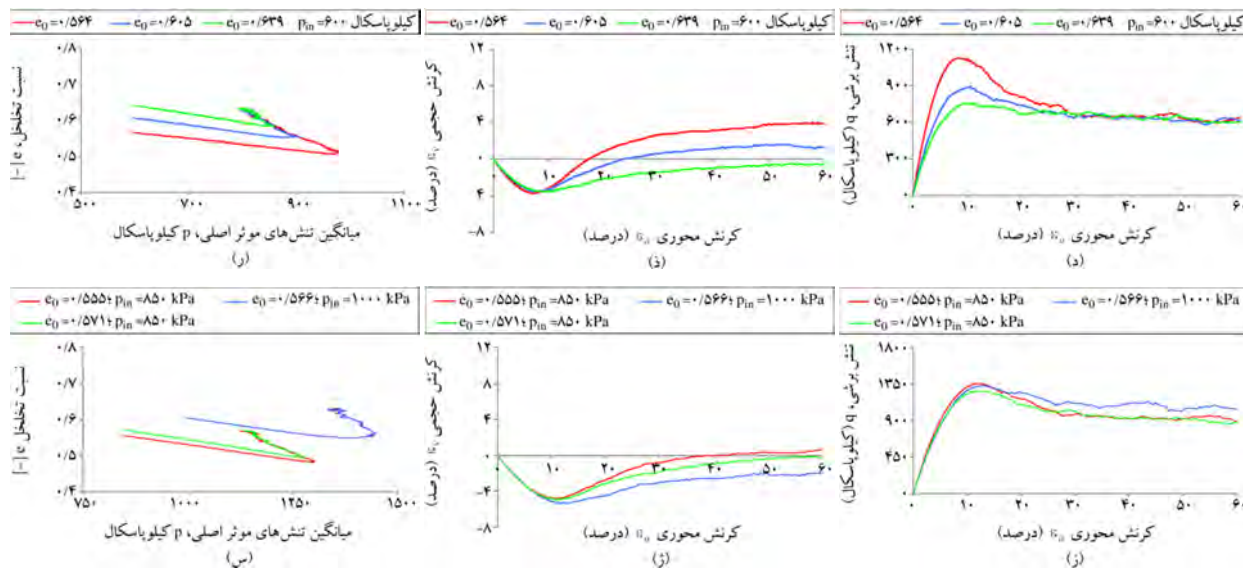 e₀ =۰/۵۶۴ e₀ =۰/۶۰۵ e₀ =۰/۶۳۹ p_in =۶۰۰ کیلوپاسکال
نسبت تخلخل، e [-]
۰/۸
۰/۷
۰/۶
۰/۵
۰/۴
۵۰۰ ۷۰۰ ۹۰۰ ۱۱۰۰
میانگین تنش‌های موثر اصلی، p کیلوپاسکال
(ر)
e₀ =۰/۵۶۴ e₀ =۰/۶۰۵ e₀ =۰/۶۳۹ p_in =۶۰۰ کیلوپاسکال
کرنش حجمی
(درصد)
۱۲
۸
۴
۰
۴
-۸
۰ ۱۰ ۲۰ ۳۰ ۴۰ ۵۰ ۶۰
کرنش محوری (درصد)
(ذ)
e₀ =۰/۵۶۴ e₀ =۰/۶۰۵ e₀ =۰/۶۳۹ p_in =۶۰۰ کیلوپاسکال
تنش برشی، q (کیلوپاسکال)
۱۲۰۰
۹۰۰
۶۰۰
۳۰۰
۰
۰ ۱۰ ۲۰ ۳۰ ۴۰ ۵۰ ۶۰
کرنش محوری (درصد)
(د)
e₀ =۰/۵۵۵؛ p_in =۸۵۰ kPa e₀ =۰/۵۶۶؛ p_in =۱۰۰۰ kPa
e₀ =۰/۵۷۱؛ p_in =۸۵۰ kPa
نسبت تخلخل e [-]
۰/۸
۰/۷
۰/۶
۰/۵
۰/۴
۷۵۰ ۱۰۰۰ ۱۲۵۰ ۱۵۰۰
میانگین تنش‌های موثر اصلی، p کیلوپاسکال
(س)
e₀ =۰/۵۵۵؛ p_in =۸۵۰ kPa e₀ =۰/۵۶۶؛ p_in =۱۰۰۰ kPa
e₀ =۰/۵۷۱؛ p_in =۸۵۰ kPa
کرنش حجمی
(درصد)
۱۲
۸
۴
۰
-۴
-۸
۰ ۱۰ ۲۰ ۳۰ ۴۰ ۵۰ ۶۰
کرنش محوری (درصد)
(ژ)
e₀ =۰/۵۵۵؛ p_in =۸۵۰ kPa e₀ =۰/۵۶۶؛ p_in =۱۰۰۰ kPa
e₀ =۰/۵۷۱؛ p_in =۸۵۰ kPa
تنش برشی، q (کیلوپاسکال)
۱۸۰۰
۱۳۵۰
۹۰۰
۴۵۰
۰
۰ ۱۰ ۲۰ ۳۰ ۴۰ ۵۰ ۶۰
کرنش محوری (درصد)
(ز)